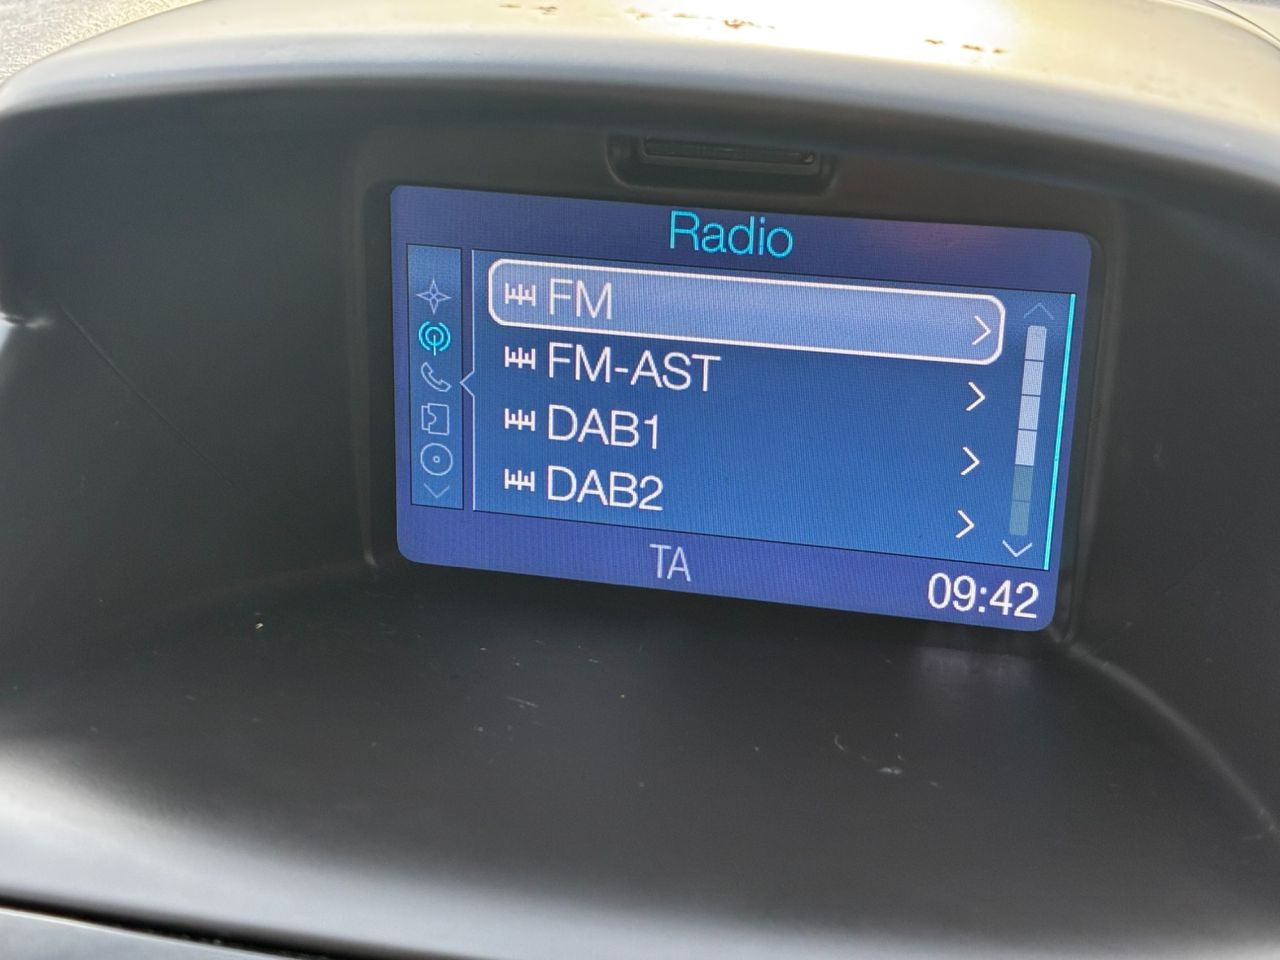 Radio
FM
FM-AST
DAB1
DAB2
TA
09:42